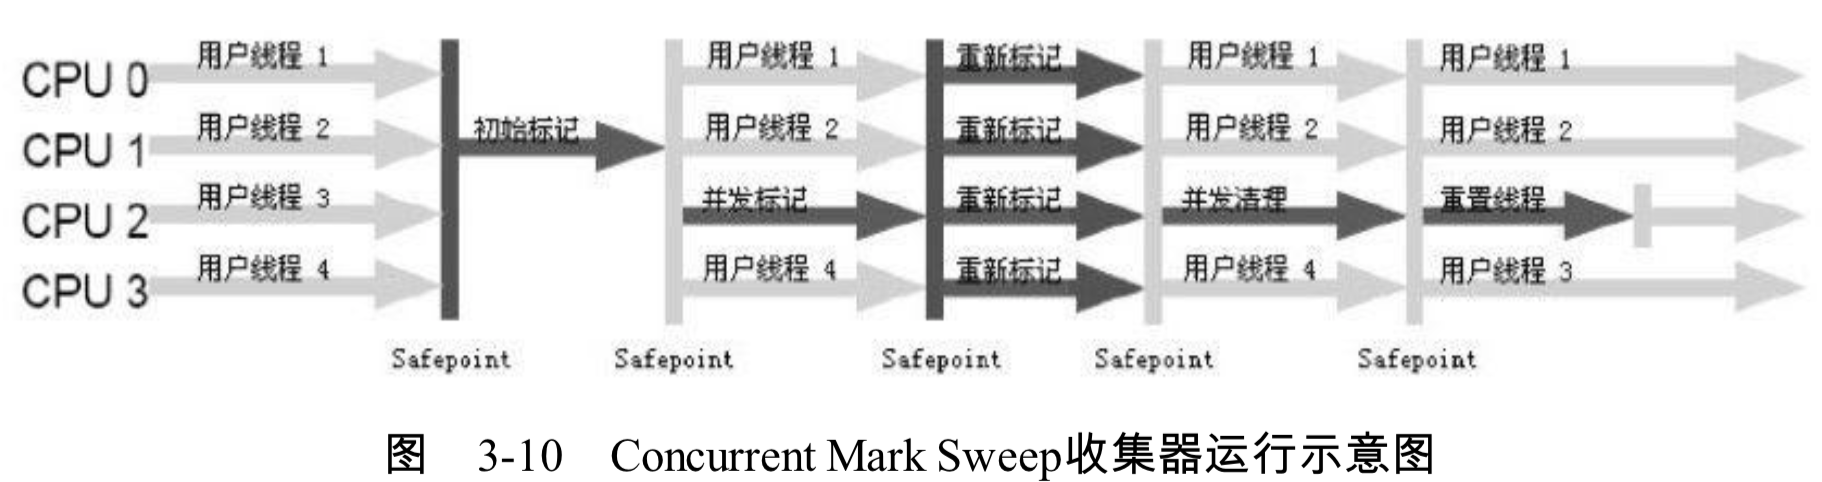 用户线程 1 用户线程 1 重新标记 用户线程 1 用户线程 1
CPU 0
用户线程 2 初始标记 用户线程 2 重新标记 用户线程 2 用户线程 2
CPU 1
用户线程 3 并发标记 重新标记 并发清理 重置线程
CPU 2
用户线程 4 用户线程 4 重新标记 用户线程 4 用户线程 3
CPU 3
Safepoint Safepoint Safepoint Safepoint Safepoint
图 3-10 Concurrent Mark Sweep收集器运行示意图